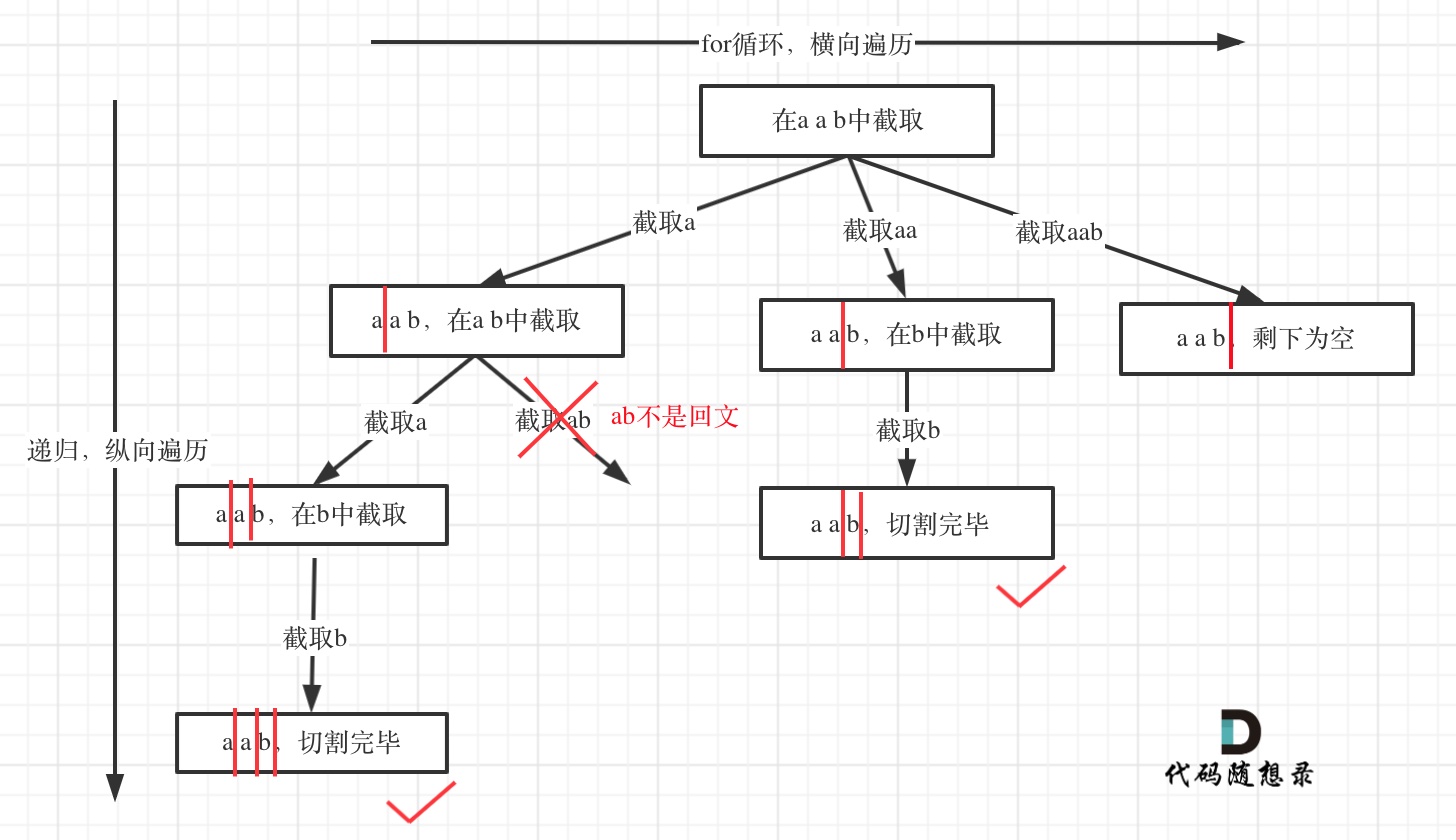 for循环，横向遍历
在a a b中截取
截取a
截取aa
截取aab
a a b，在a b中截取
a a b，在b中截取
a a b，剩下为空
截取a
截取ab
ab不是回文
截取b
递归，纵向遍历
a a b，在b中截取
a a b，切割完毕
截取b
a a b，切割完毕
代码随想录